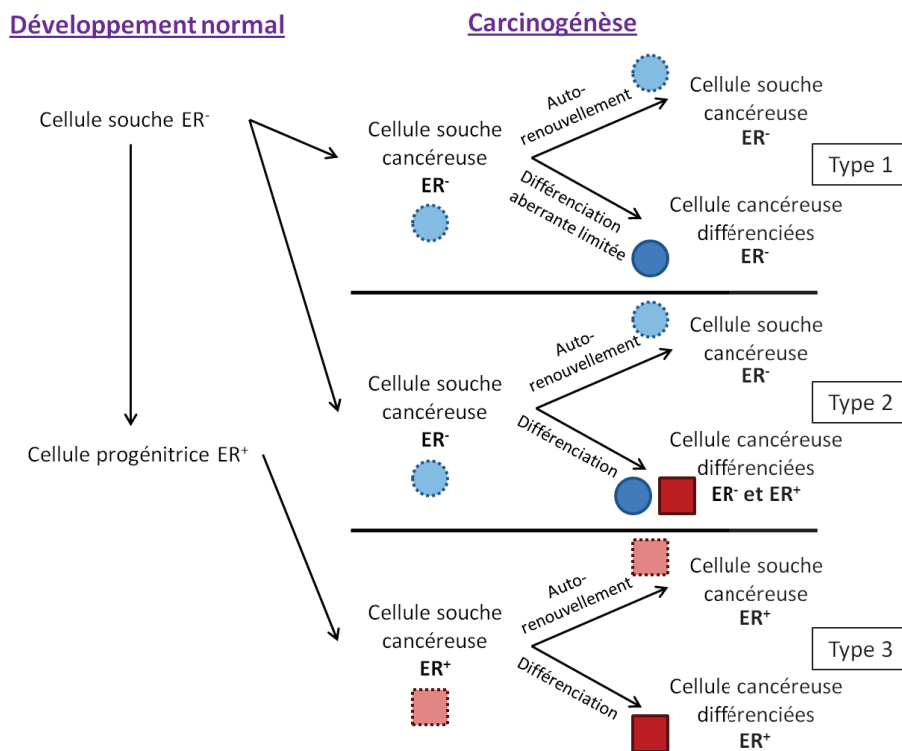 Développement normal
Carcinogénèse
Cellule souche ER⁻
Cellule progénitrice ER⁺
Cellule souche
cancéreuse
ER⁻
Auto-
renouvellement
Différenciation
aberrante limitée
Cellule souche
cancéreuse
ER⁻
Cellule cancéreuse
différenciées
ER⁻
Type 1
Cellule souche
cancéreuse
ER⁻
Auto-
renouvellement
Différenciation
Cellule souche
cancéreuse
ER⁻
Cellule cancéreuse
différenciées
ER⁻ et ER⁺
Type 2
Cellule souche
cancéreuse
ER⁺
Auto-
renouvellement
Différenciation
Cellule souche
cancéreuse
ER⁺
Cellule cancéreuse
différenciées
ER⁺
Type 3